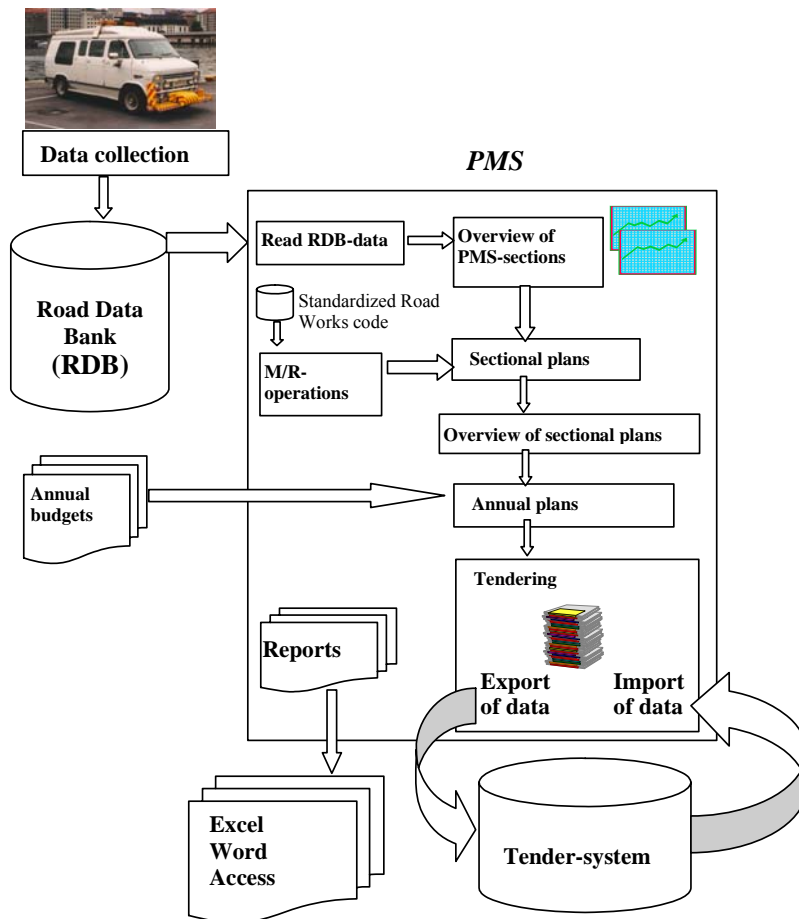 Data collection
PMS
Read RDB-data
Overview of
PMS-sections
Road Data
Bank
(RDB)
Standardized Road
Works code
M/R-
operations
Sectional plans
Overview of sectional plans
Annual
budgets
Annual plans
Tendering
Reports
Export
of data
Import
of data
Excel
Word
Access
Tender-system